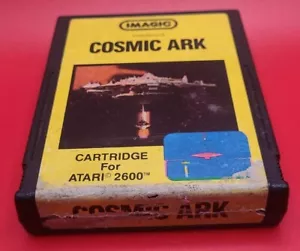 IMAGIC
COSMIC ARK
CARTRIDGE
For
ATARI© 2600™
COSMIC ARK